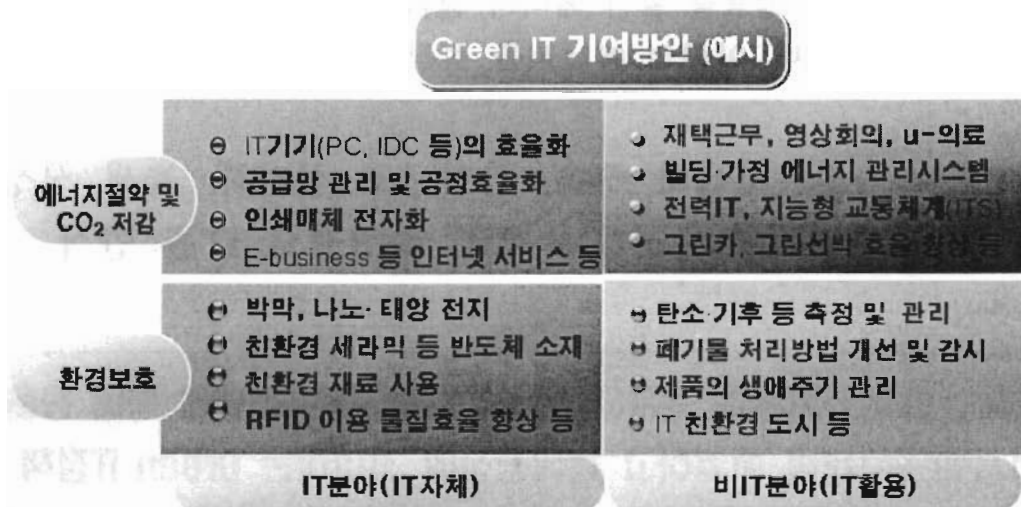 Green IT 기여방안 (예시)
에너지절약 및
CO₂ 저감
IT기기(PC, IDC 등)의 효율화
공급망 관리 및 공정효율화
인쇄매체 전자화
E-business 등 인터넷 서비스 등
재택근무, 영상회의, u-의료
빌딩·가정 에너지 관리시스템
전력IT, 지능형 교통체계(ITS)
그린카, 그린선박 효율 향상 등
환경보호
박막, 나노· 태양 전지
친환경 세라믹 등 반도체 소재
친환경 재료 사용
RFID 이용 물질효율 향상 등
탄소·기후 등 측정 및 관리
폐기물 처리방법 개선 및 감시
제품의 생애주기 관리
IT 친환경 도시 등
IT분야(IT자체)
비IT분야(IT활용)